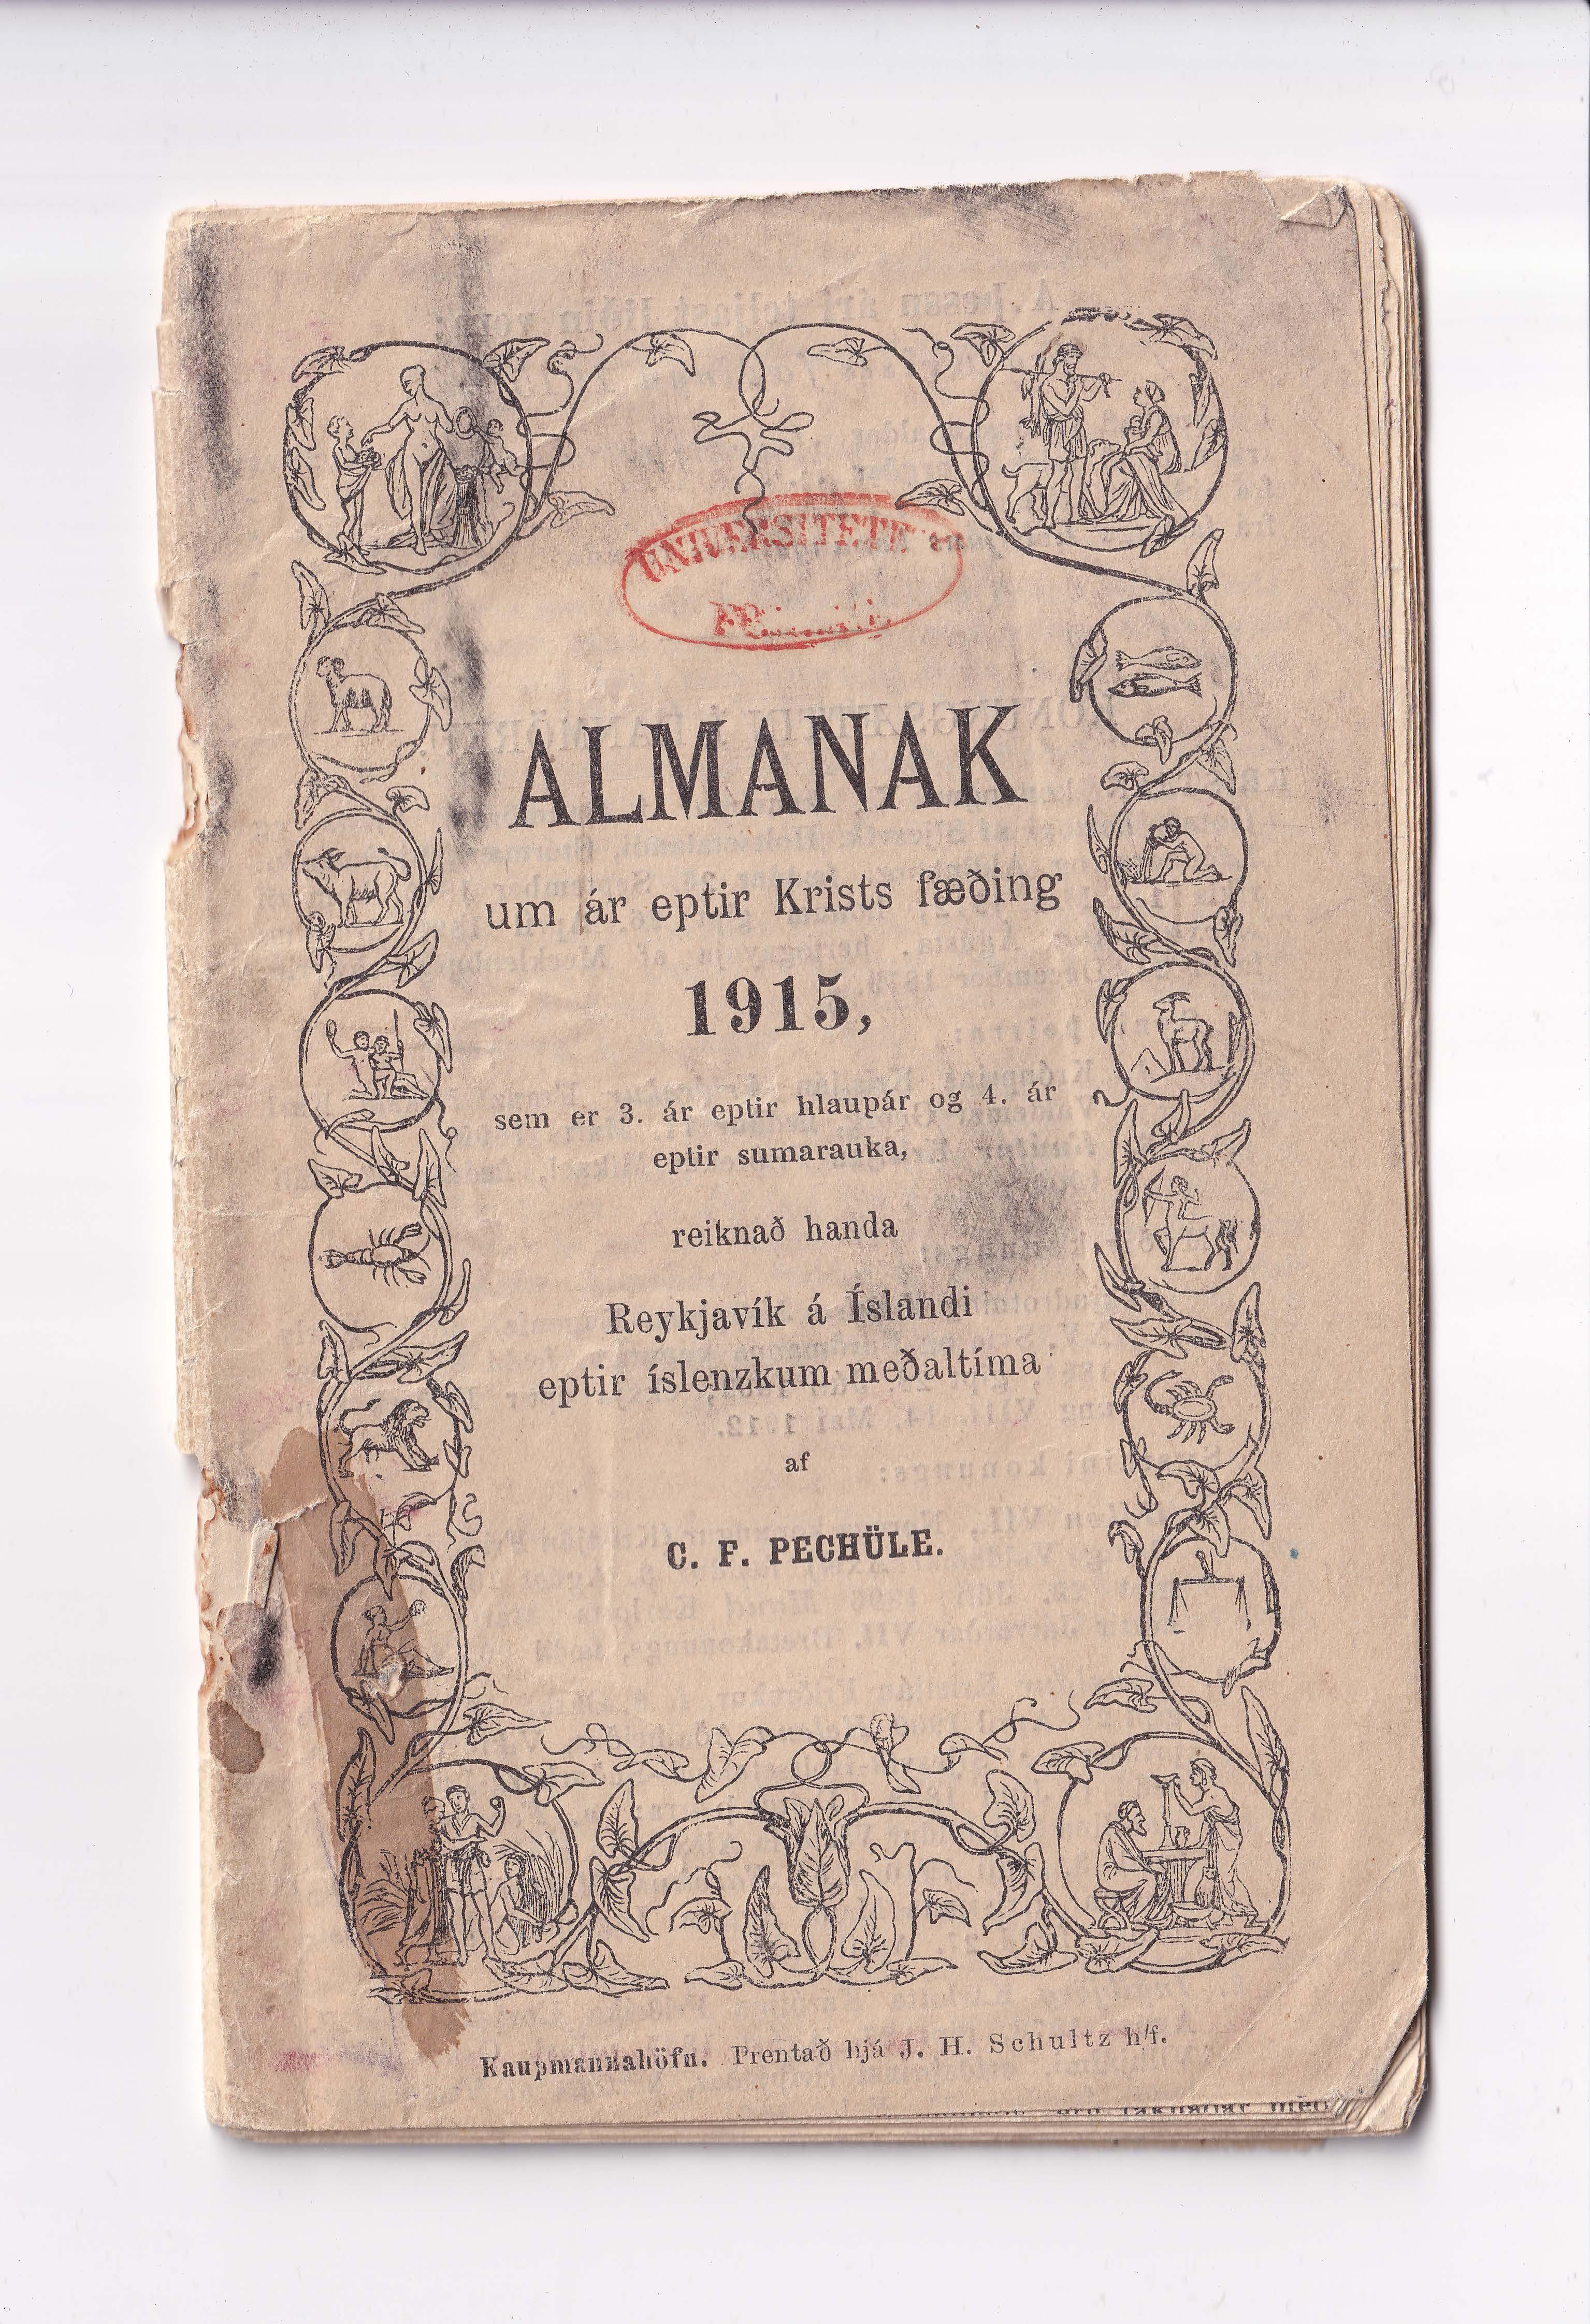 UNIVERSITETE
ALMANAK
um ár eptir Krists fæðing
1915,
sem er 3. ár eptir hlaupár og 4. ár
eptir sumarauka,
reiknað handa
Reykjavík á Íslandi
eptir íslenzkum meðaltíma
af
C. F. PECHÜLE.
Kaupmannahöfn. Prentað hjá J. H. Schultz h/f.